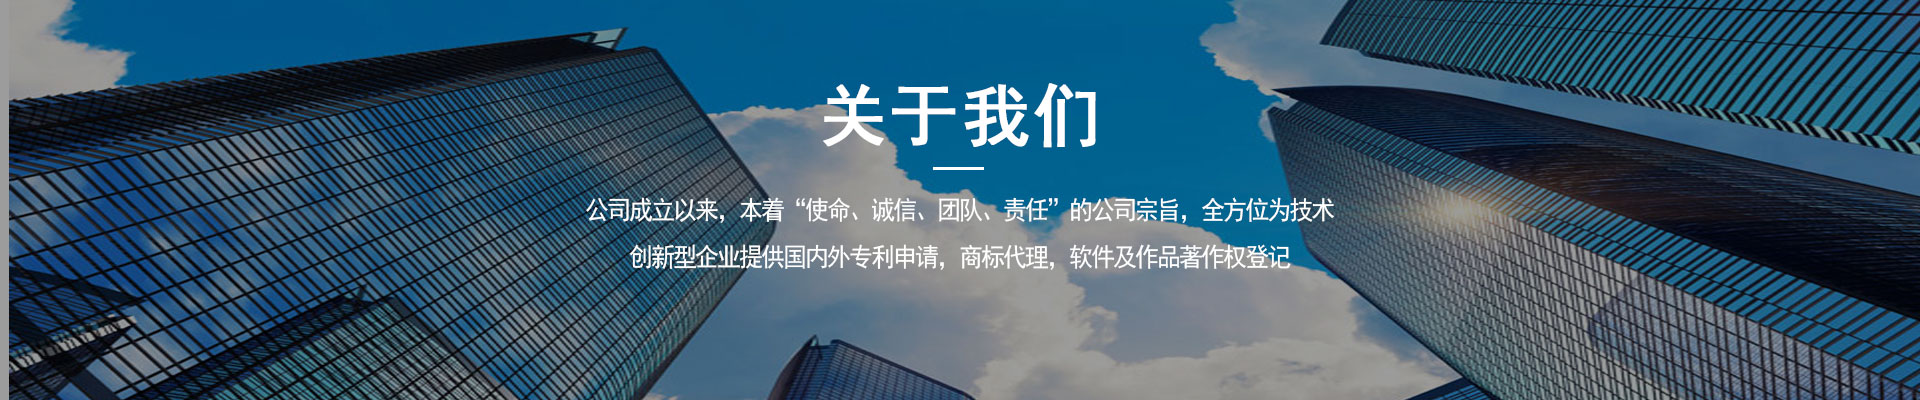 关于我们
公司成立以来，本着“使命、诚信、团队、责任”的公司宗旨，全方位为技术
创新型企业提供国内外专利申请，商标代理，软件及作品著作权登记